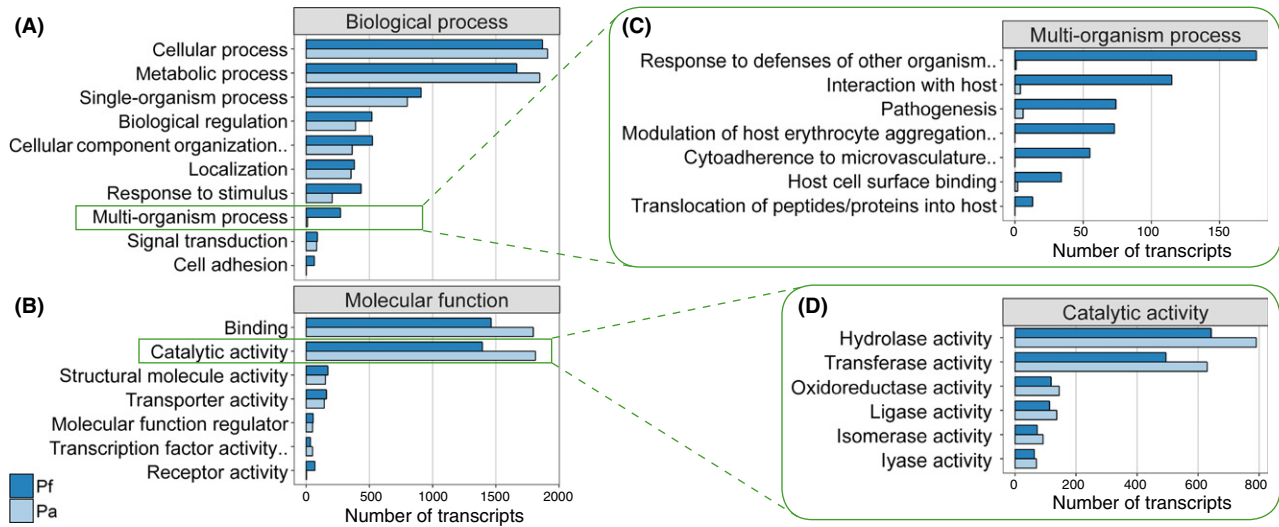 (A)
Biological process
Cellular process
Metabolic process
Single-organism process
Biological regulation
Cellular component organization..
Localization
Response to stimulus
Multi-organism process
Signal transduction
Cell adhesion
0 500 1000 1500 2000
(B)
Molecular function
Binding
Catalytic activity
Structural molecule activity
Transporter activity
Molecular function regulator
Transcription factor activity..
Receptor activity
0 500 1000 1500 2000
Number of transcripts
Pf
Pa
(C)
Multi-organism process
Response to defenses of other organism..
Interaction with host
Pathogenesis
Modulation of host erythrocyte aggregation..
Cytoadherence to microvasculature..
Host cell surface binding
Translocation of peptides/proteins into host
0 50 100 150
Number of transcripts
(D)
Catalytic activity
Hydrolase activity
Transferase activity
Oxidoreductase activity
Ligase activity
Isomerase activity
lyase activity
0 200 400 600 800
Number of transcripts